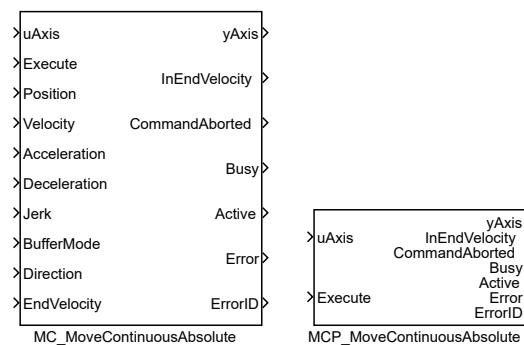 uAxis
Execute
Position
Velocity
Acceleration
Deceleration
Jerk
BufferMode
Direction
EndVelocity
yAxis
InEndVelocity
CommandAborted
Busy
Active
Error
ErrorID
MC_MoveContinuousAbsolute
uAxis
Execute
yAxis
InEndVelocity
CommandAborted
Busy
Active
Error
ErrorID
MCP_MoveContinuousAbsolute